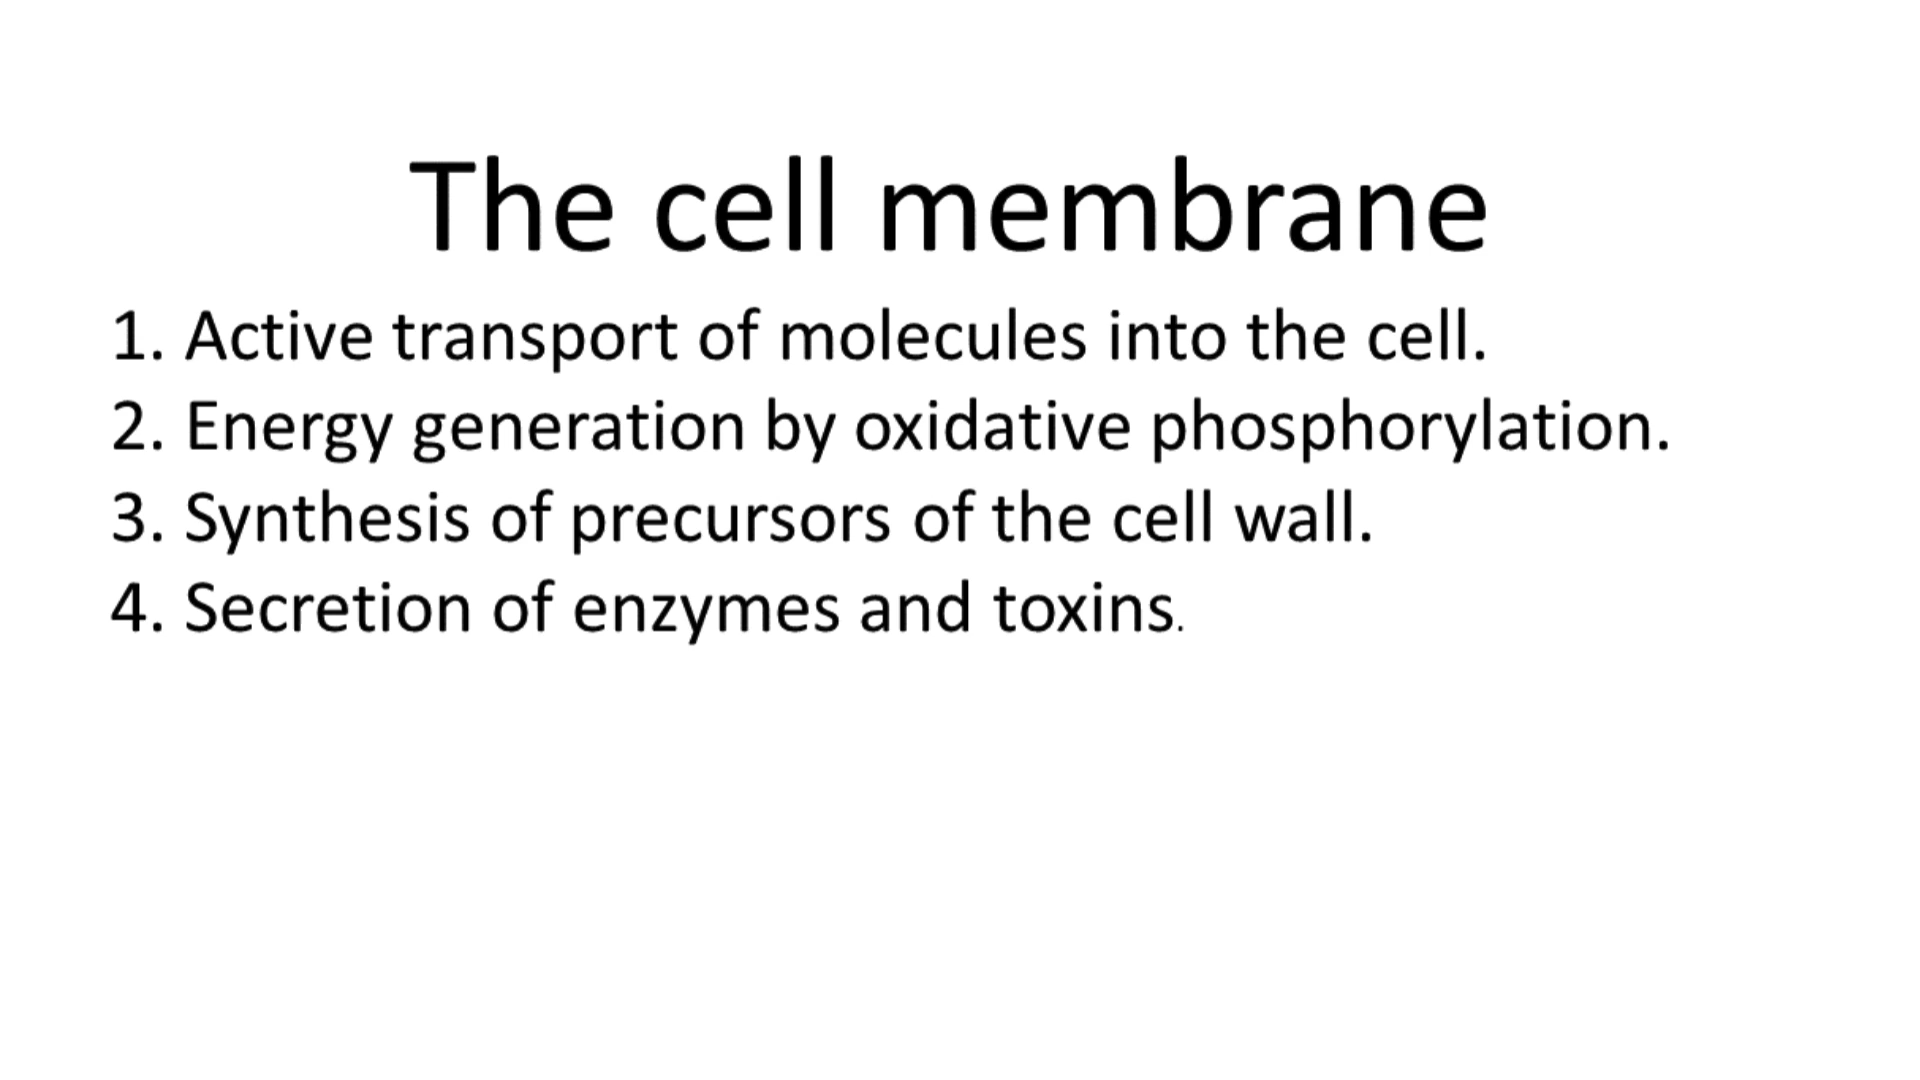 The cell membrane
1. Active transport of molecules into the cell.
2. Energy generation by oxidative phosphorylation.
3. Synthesis of precursors of the cell wall.
4. Secretion of enzymes and toxins.